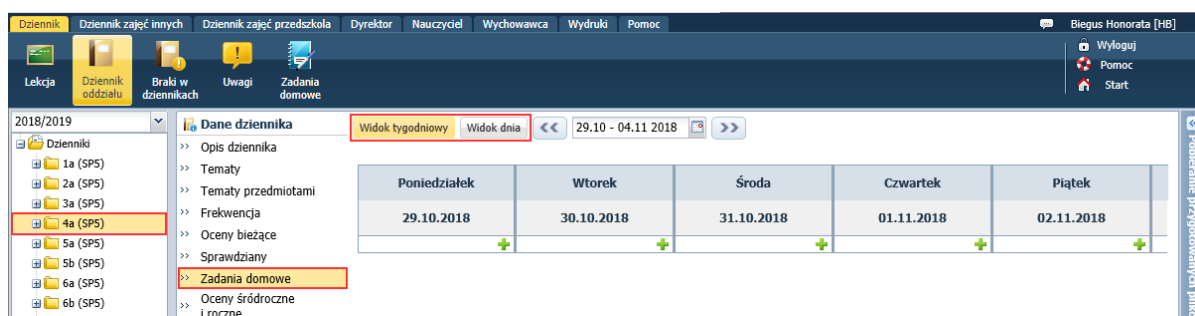 Dziennik Dziennik zajęć innych Dziennik zajęć przedszkola Dyrektor Nauczyciel Wychowawca Wydruki Pomoc Biegus Honorata [HB]
Lekcja Dziennik oddziału Braki w dziennikach Uwagi Zadania domowe
Wyloguj
Pomoc
Start
2018/2019
Dzienniki
1a (SP5)
2a (SP5)
3a (SP5)
4a (SP5)
5a (SP5)
5b (SP5)
6a (SP5)
6b (SP5)
Dane dziennika
Opis dziennika
Tematy
Tematy przedmiotami
Frekwencja
Oceny bieżące
Sprawdziany
Zadania domowe
Oceny śródroczne
i roczne
Widok tygodniowy Widok dnia 29.10 - 04.11 2018
Poniedziałek Wtorek Środa Czwartek Piątek
29.10.2018 30.10.2018 31.10.2018 01.11.2018 02.11.2018
Pobieranie przygotowanych